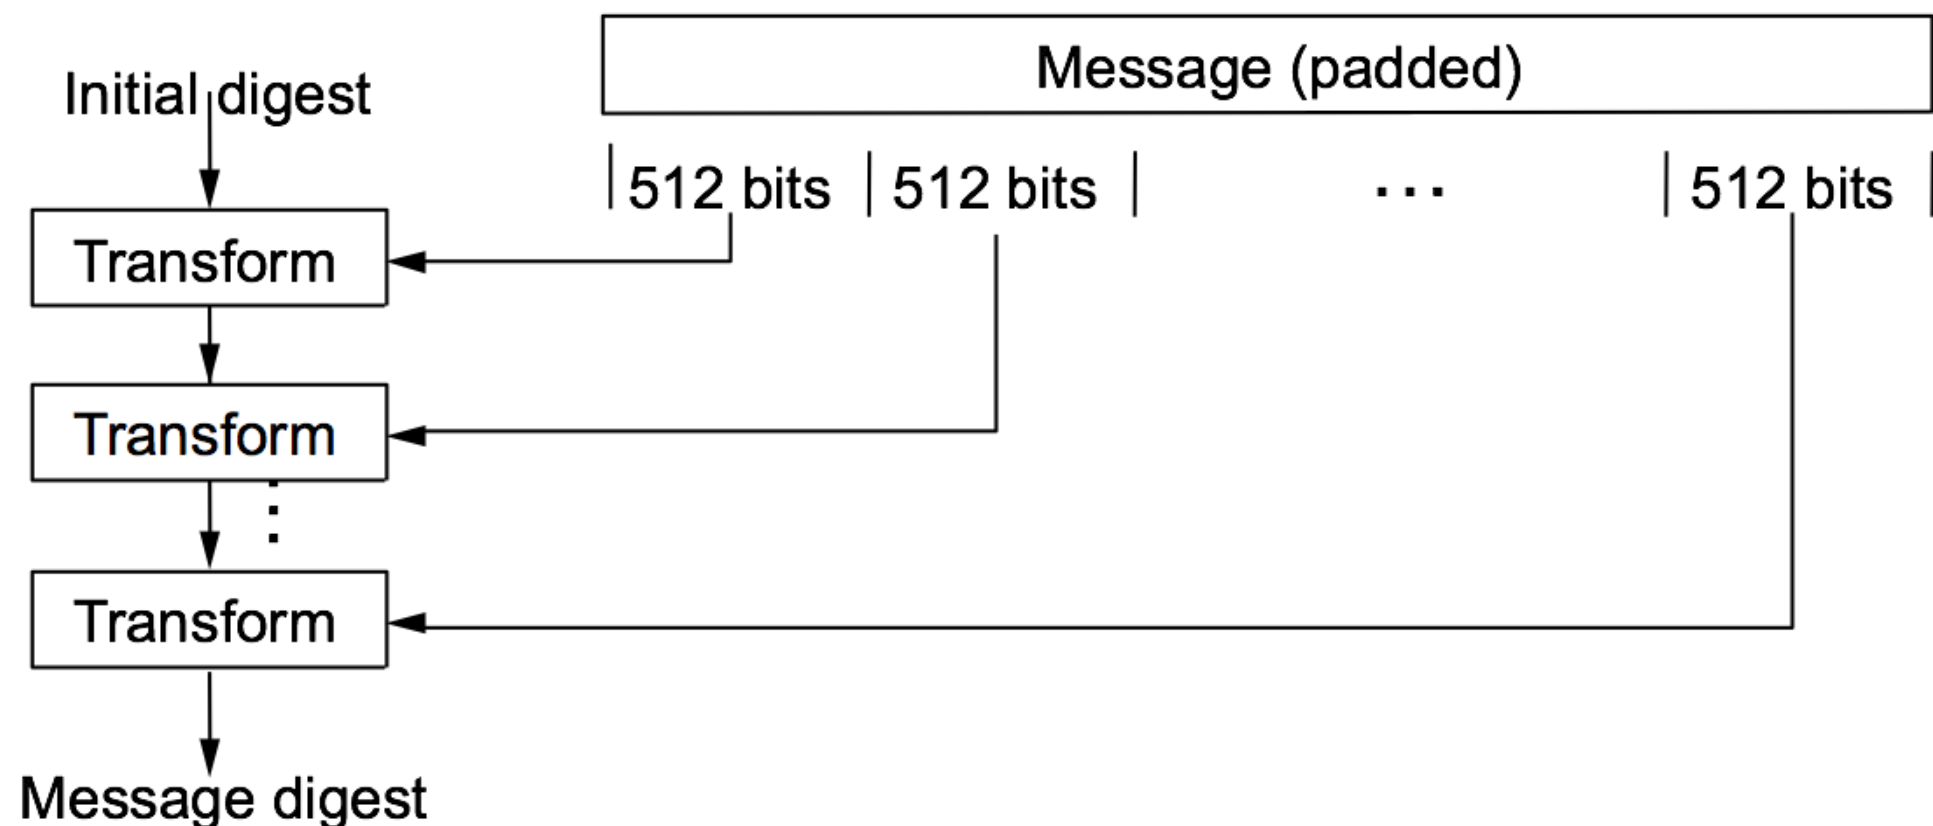 Message (padded)
Initial digest
512 bits 512 bits ... 512 bits
Transform
Transform
Transform
Message digest